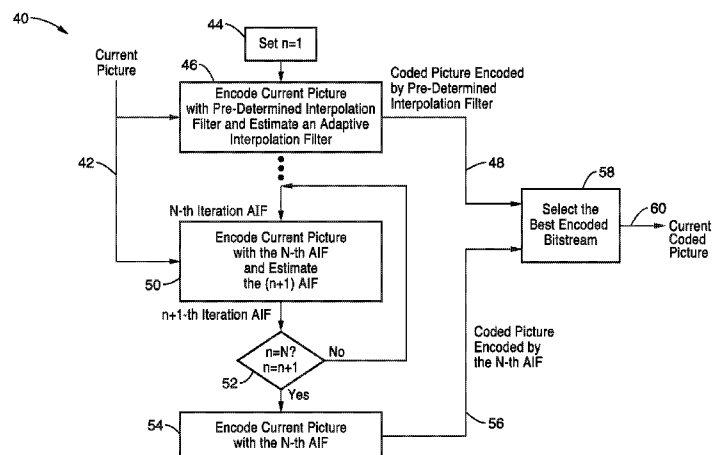 40
44
Set n=1
Current
Picture
46
Encode Current Picture
with Pre-Determined Interpolation
Filter and Estimate an Adaptive
Interpolation Filter
Coded Picture Encoded
by Pre-Determined
Interpolation Filter
42
48
58
Select the
Best Encoded
Bitstream
60
Current
Coded
Picture
N-th Iteration AIF
Encode Current Picture
with the N-th AIF
and Estimate
the (n+1) AIF
50
n+1-th Iteration AIF
n=N?
n=n+1
No
52
Yes
Coded Picture
Encoded by
the N-th AIF
54
Encode Current Picture
with the N-th AIF
56